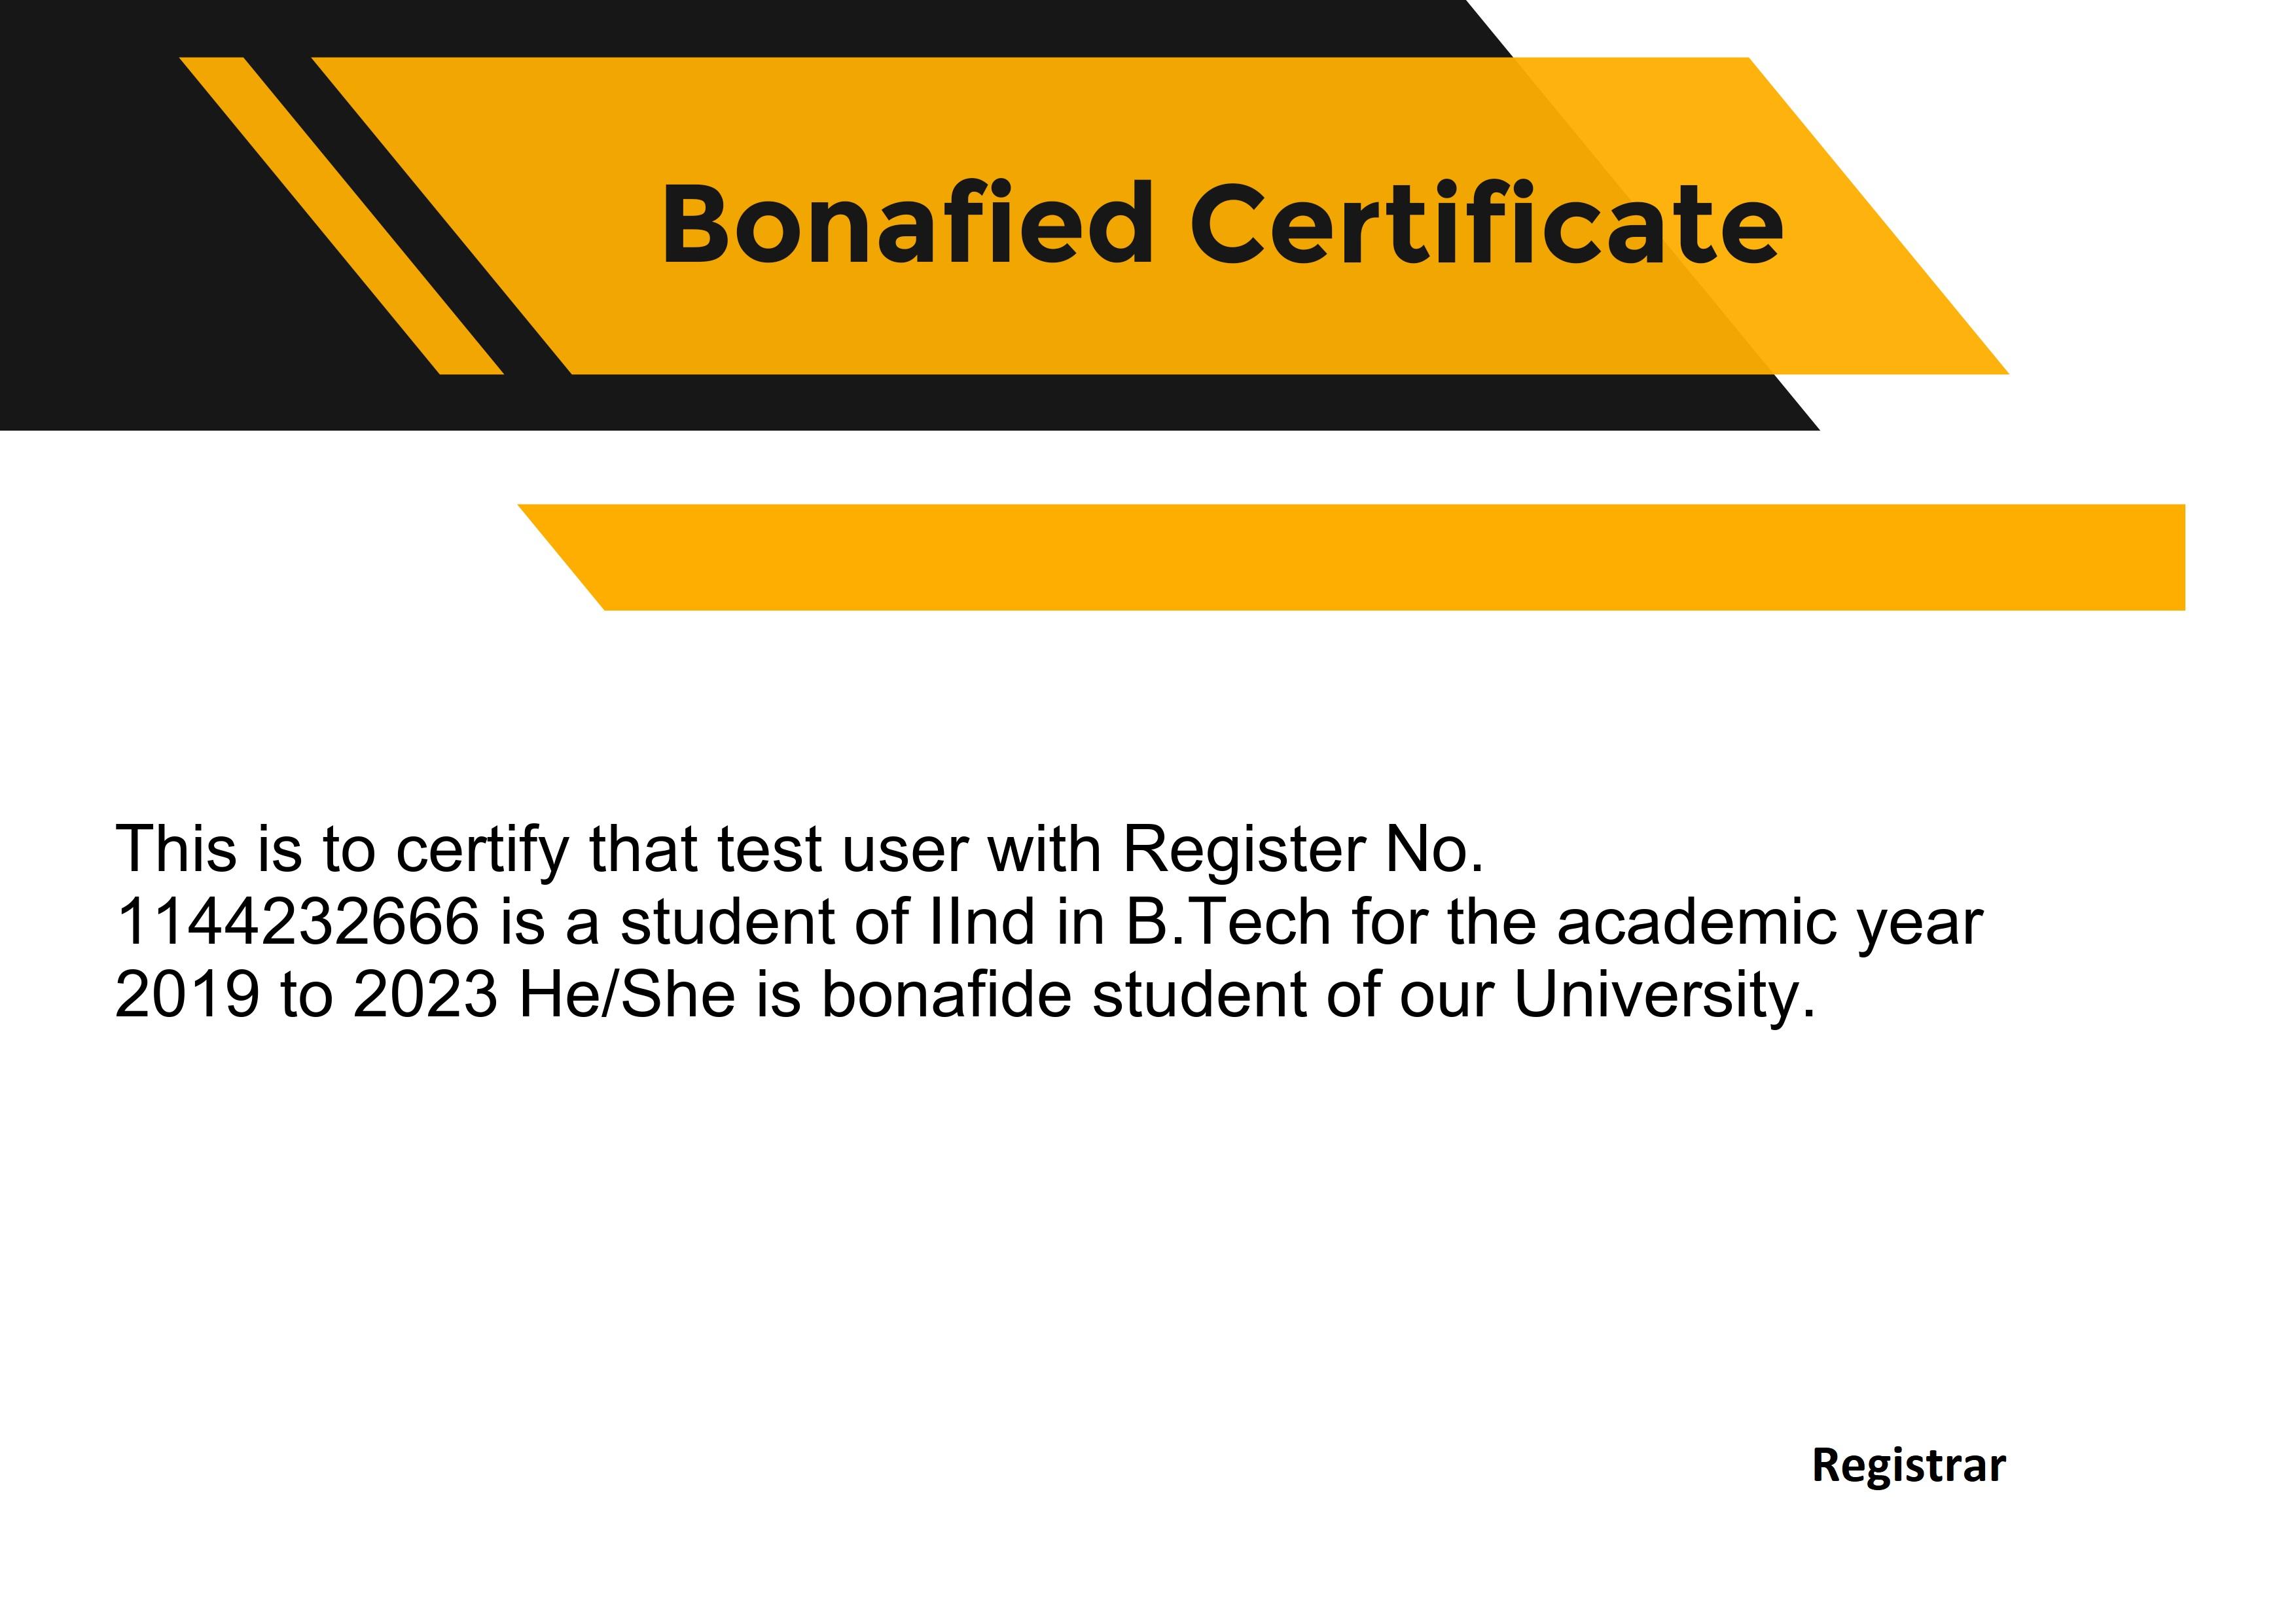 Bonafied Certificate
This is to certify that test user with Register No.
1144232666 is a student of IInd in B.Tech for the academic year
2019 to 2023 He/She is bonafide student of our University.
Registrar